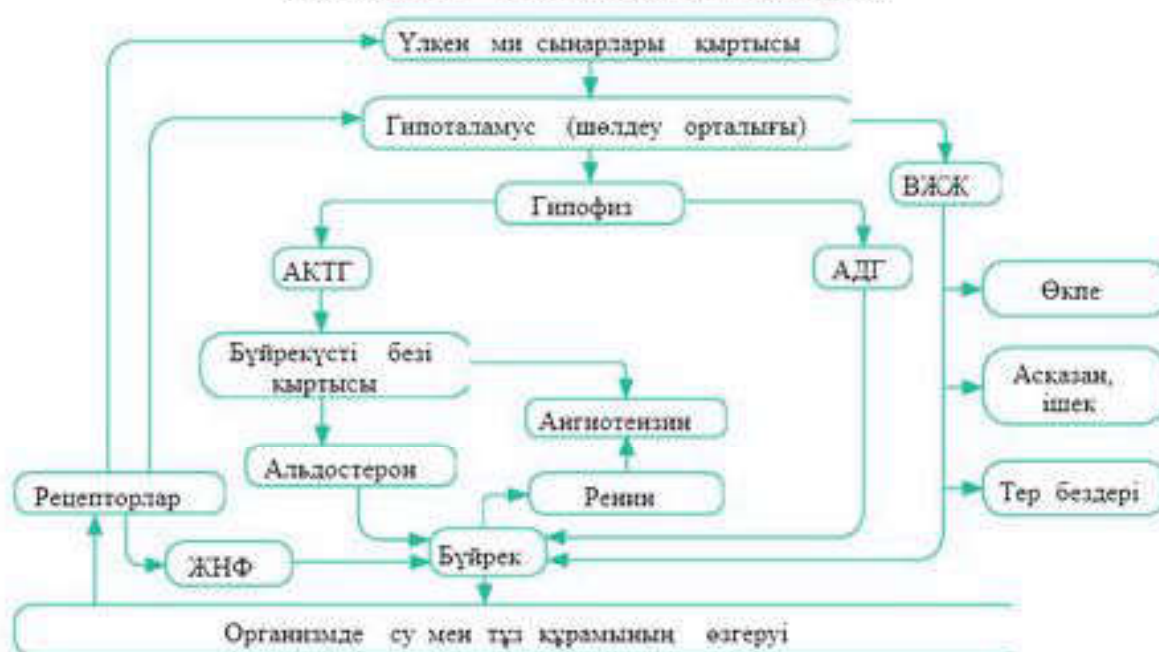 Үлкен ми сыңарлары қыртысы
Гипоталамус (шөлдеу орталығы)
ВЖЖ
Гипофиз
АКТГ
АДГ
Өкпе
Бүйрекүсті безі
қыртысы
Асқазан,
ішек
Ангиотензин
Альдостерон
Рецепторлар
Ренин
Тер бездері
ЖНФ
Бүйрек
Организмде су мен тұз құрамының өзгеруі